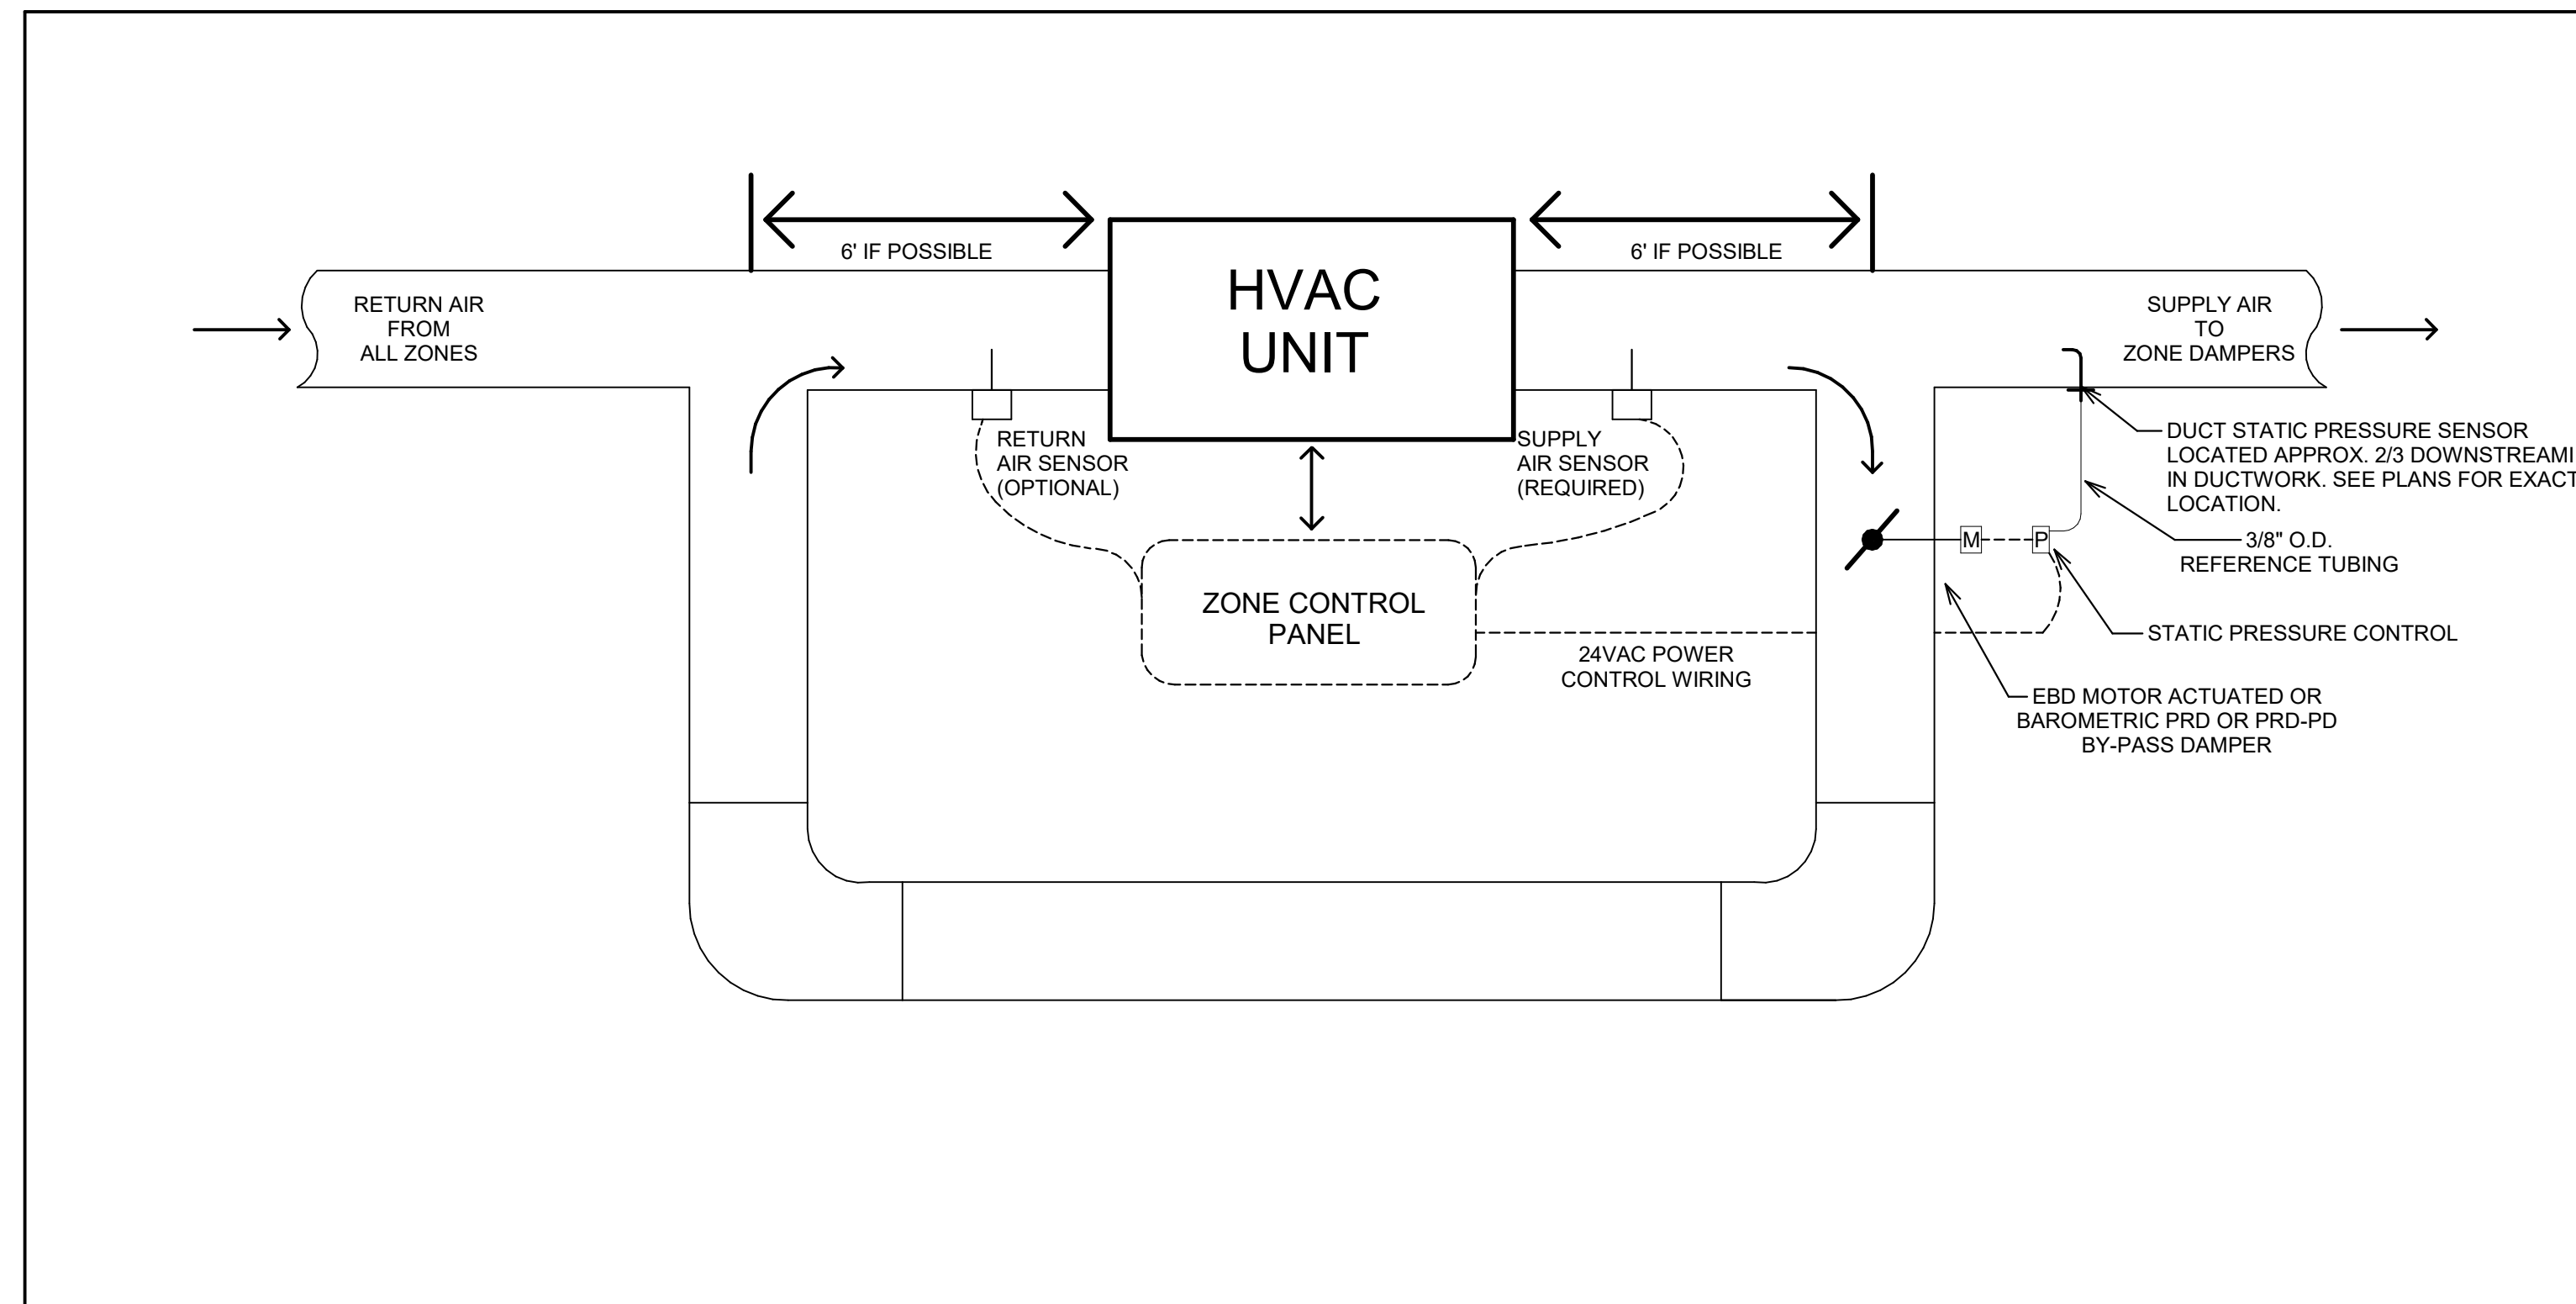 6' IF POSSIBLE
6' IF POSSIBLE
HVAC
UNIT
RETURN AIR
FROM
ALL ZONES
SUPPLY AIR
TO
ZONE DAMPERS
RETURN
AIR SENSOR
(OPTIONAL)
SUPPLY
AIR SENSOR
(REQUIRED)
DUCT STATIC PRESSURE SENSOR
LOCATED APPROX. 2/3 DOWNSTREAM
IN DUCTWORK. SEE PLANS FOR EXACT
LOCATION.
M
P
3/8" O.D.
REFERENCE TUBING
ZONE CONTROL
PANEL
STATIC PRESSURE CONTROL
24VAC POWER
CONTROL WIRING
EBD MOTOR ACTUATED OR
BAROMETRIC PRD OR PRD-PD
BY-PASS DAMPER